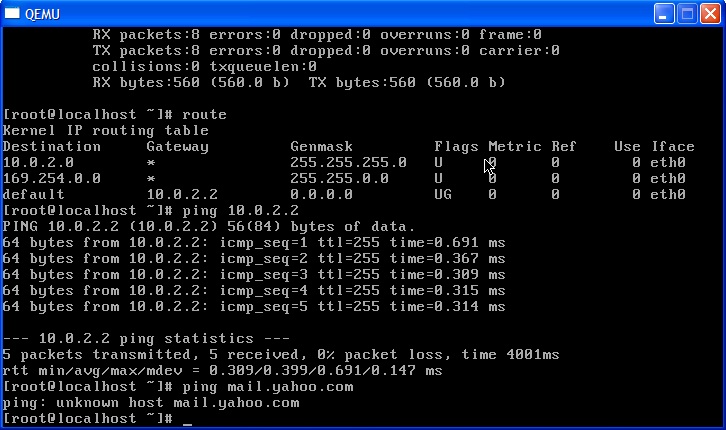 QEMU
RX packets:8 errors:0 dropped:0 overruns:0 frame:0
TX packets:8 errors:0 dropped:0 overruns:0 carrier:0
collisions:0 txqueuelen:0
RX bytes:560 (560.0 b)  TX bytes:560 (560.0 b)
[root@localhost ~]# route
Kernel IP routing table
Destination     Gateway         Genmask         Flags Metric Ref    Use Iface
10.0.2.0        *               255.255.255.0   U     0      0        0 eth0
169.254.0.0     *               255.255.0.0     U     0      0        0 eth0
default         10.0.2.2        0.0.0.0         UG    0      0        0 eth0
[root@localhost ~]# ping 10.0.2.2
PING 10.0.2.2 (10.0.2.2) 56(84) bytes of data.
64 bytes from 10.0.2.2: icmp_seq=1 ttl=255 time=0.691 ms
64 bytes from 10.0.2.2: icmp_seq=2 ttl=255 time=0.367 ms
64 bytes from 10.0.2.2: icmp_seq=3 ttl=255 time=0.309 ms
64 bytes from 10.0.2.2: icmp_seq=4 ttl=255 time=0.315 ms
64 bytes from 10.0.2.2: icmp_seq=5 ttl=255 time=0.314 ms
--- 10.0.2.2 ping statistics ---
5 packets transmitted, 5 received, 0% packet loss, time 4001ms
rtt min/avg/max/mdev = 0.309/0.399/0.691/0.147 ms
[root@localhost ~]# ping mail.yahoo.com
ping: unknown host mail.yahoo.com
[root@localhost ~]# _